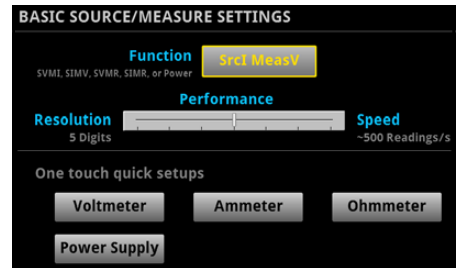 BASIC SOURCE/MEASURE SETTINGS
Function
SVMI, SIMV, SVMR, SIMR, or Power
SrcI MeasV
Performance
Resolution
5 Digits
Speed
~500 Readings/s
One touch quick setups
Voltmeter
Ammeter
Ohmmeter
Power Supply